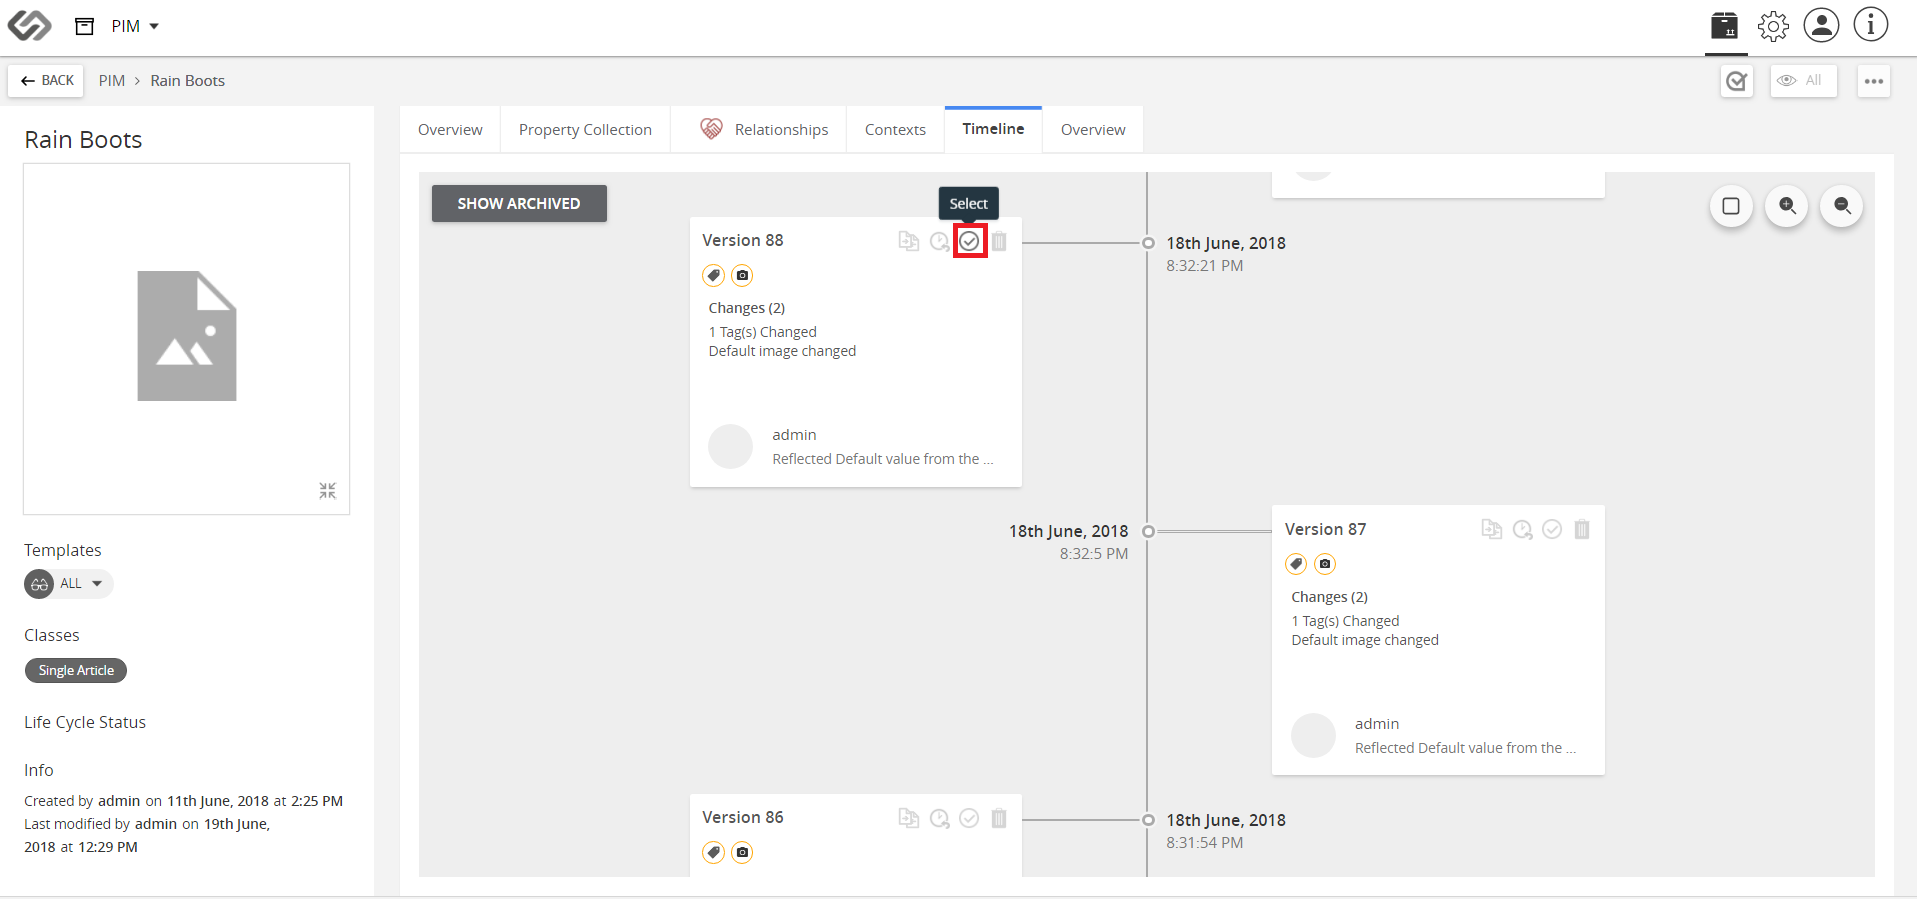 PIM
BACK
PIM > Rain Boots
All
Rain Boots
Templates
ALL
Classes
Single Article
Life Cycle Status
Info
Created by admin on 11th June, 2018 at 2:25 PM
Last modified by admin on 19th June,
2018 at 12:29 PM
Overview
Property Collection
Relationships
Contexts
Timeline
Overview
SHOW ARCHIVED
Select
Version 88
Changes (2)
1 Tag(s) Changed
Default image changed
admin
Reflected Default value from the ...
18th June, 2018
8:32:21 PM
18th June, 2018
8:32:5 PM
Version 87
Changes (2)
1 Tag(s) Changed
Default image changed
admin
Reflected Default value from the ...
Version 86
18th June, 2018
8:31:54 PM